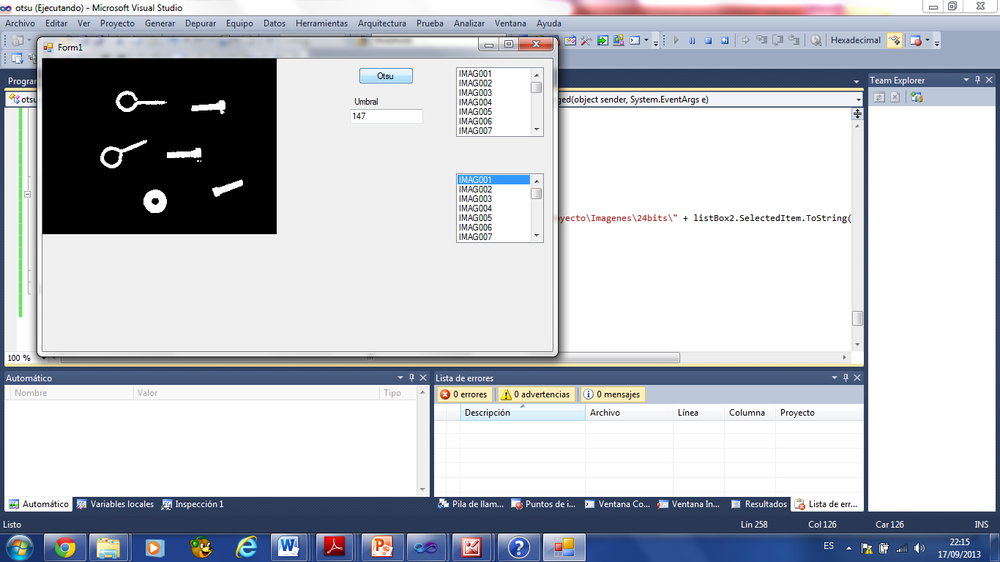 otsu (Ejecutando) - Microsoft Visual Studio
Archivo Editar Ver Proyecto Generar Depurar Equipo Datos Herramientas Arquitectura Prueba Analizar Ventana Ayuda
Hexadecimal
Form1
Otsu
Umbral
147
IMAG001
IMAG002
IMAG003
IMAG004
IMAG005
IMAG006
IMAG007
IMAG001
IMAG002
IMAG003
IMAG004
IMAG005
IMAG006
IMAG007
Progra
otsu
ged(object sender, System.EventArgs e)
yecto\Imagenes\24bits\" + listBox2.SelectedItem.ToString(
100 %
Team Explorer
Automático
Nombre Valor Tipo
Automático Variables locales Inspección 1
Lista de errores
0 errores 0 advertencias 0 mensajes
Descripción Archivo Línea Columna Proyecto
Pila de llam... Puntos de i... Ventana Co... Ventana In... Resultados Lista de err...
Listo Lín 258 Col 126 Car 126 INS
ES
22:15
17/09/2013